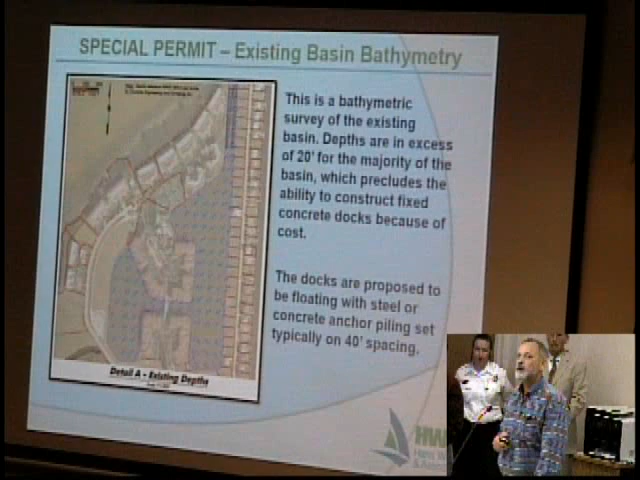 SPECIAL PERMIT – Existing Basin Bathymetry
This is a bathymetric
survey of the existing
basin. Depths are in excess
of 20' for the majority of the
basin, which precludes the
ability to construct fixed
concrete docks because of
cost.
The docks are proposed to
be floating with steel or
concrete anchor piling set
typically on 40' spacing.
Detail A - Existing Depths
HW